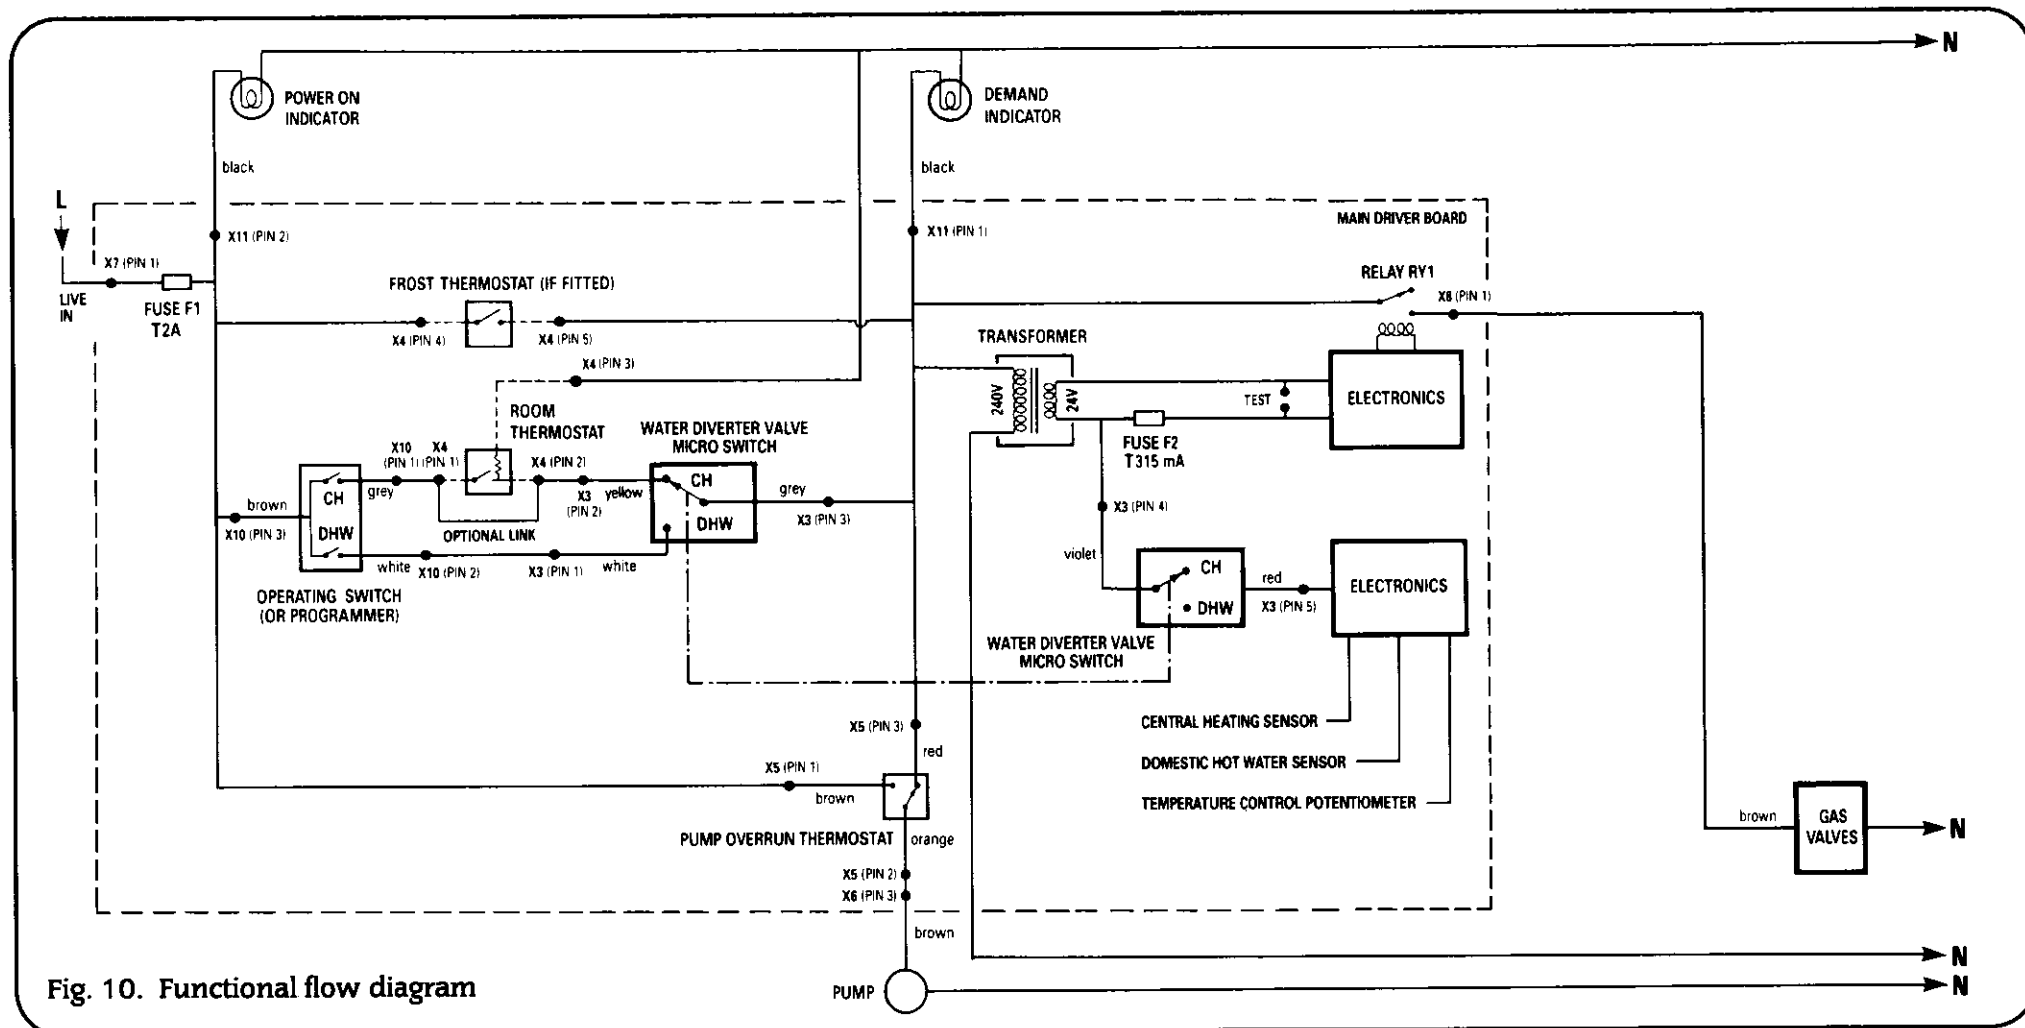 N
POWER ON
INDICATOR
DEMAND
INDICATOR
black
black
L
MAIN DRIVER BOARD
X11 (PIN 2)
X11 (PIN 1)
X7 (PIN 1)
RELAY RY1
FROST THERMOSTAT (IF FITTED)
X8 (PIN 1)
LIVE
IN
FUSE F1
T2A
X4 (PIN 4)
X4 (PIN 5)
TRANSFORMER
X4 (PIN 3)
240V
24V
TEST
ELECTRONICS
ROOM
THERMOSTAT
WATER DIVERTER VALVE
MICRO SWITCH
FUSE F2
T315 mA
X10
(PIN 1)
X4
(PIN 1)
X4 (PIN 2)
grey
CH
X3
(PIN 2)
yellow
CH
grey
brown
X10 (PIN 3)
DHW
OPTIONAL LINK
DHW
X3 (PIN 3)
X3 (PIN 4)
white
X10 (PIN 2)
X3 (PIN 1)
white
violet
CH
red
ELECTRONICS
OPERATING SWITCH
(OR PROGRAMMER)
DHW
X3 (PIN 5)
WATER DIVERTER VALVE
MICRO SWITCH
X5 (PIN 3)
CENTRAL HEATING SENSOR
red
X5 (PIN 1)
DOMESTIC HOT WATER SENSOR
brown
TEMPERATURE CONTROL POTENTIOMETER
PUMP OVERRUN THERMOSTAT
orange
brown
GAS
VALVES
N
X5 (PIN 2)
X6 (PIN 3)
brown
N
PUMP
N
Fig. 10. Functional flow diagram